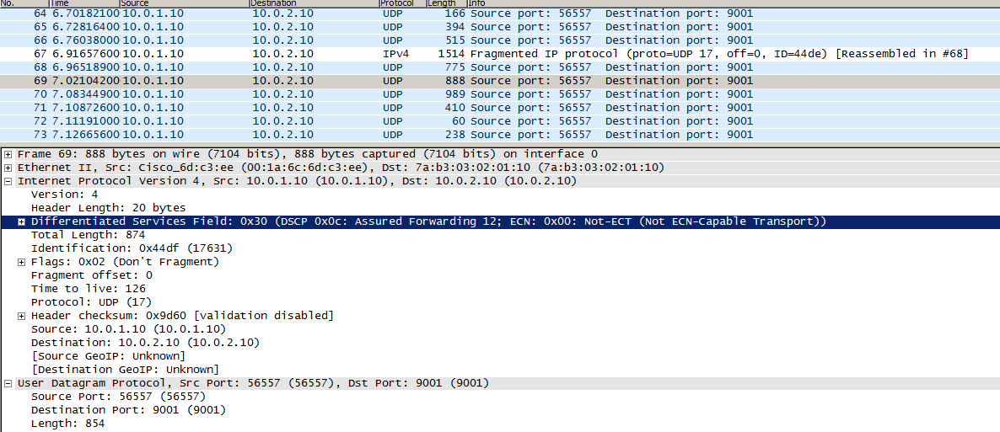 No. Time Source Destination Protocol Length Info
64 6.70182100 10.0.1.10 10.0.2.10 UDP 166 Source port: 56557 Destination port: 9001
65 6.72816400 10.0.1.10 10.0.2.10 UDP 394 Source port: 56557 Destination port: 9001
66 6.76038000 10.0.1.10 10.0.2.10 UDP 515 Source port: 56557 Destination port: 9001
67 6.91657600 10.0.1.10 10.0.2.10 IPv4 1514 Fragmented IP protocol (proto=UDP 17, off=0, ID=44de) [Reassembled in #68]
68 6.96518900 10.0.1.10 10.0.2.10 UDP 775 Source port: 56557 Destination port: 9001
69 7.02104200 10.0.1.10 10.0.2.10 UDP 888 Source port: 56557 Destination port: 9001
70 7.08344900 10.0.1.10 10.0.2.10 UDP 989 Source port: 56557 Destination port: 9001
71 7.10872600 10.0.1.10 10.0.2.10 UDP 410 Source port: 56557 Destination port: 9001
72 7.11191000 10.0.1.10 10.0.2.10 UDP 60 Source port: 56557 Destination port: 9001
73 7.12665600 10.0.1.10 10.0.2.10 UDP 238 Source port: 56557 Destination port: 9001
Frame 69: 888 bytes on wire (7104 bits), 888 bytes captured (7104 bits) on interface 0
Ethernet II, Src: Cisco_6d:c3:ee (00:1a:6c:6d:c3:ee), Dst: 7a:b3:03:02:01:10 (7a:b3:03:02:01:10)
Internet Protocol Version 4, Src: 10.0.1.10 (10.0.1.10), Dst: 10.0.2.10 (10.0.2.10)
Version: 4
Header Length: 20 bytes
Differentiated Services Field: 0x30 (DSCP 0x0c: Assured Forwarding 12; ECN: 0x00: Not-ECT (Not ECN-Capable Transport))
Total Length: 874
Identification: 0x44df (17631)
Flags: 0x02 (Don't Fragment)
Fragment offset: 0
Time to live: 126
Protocol: UDP (17)
Header checksum: 0x9d60 [validation disabled]
Source: 10.0.1.10 (10.0.1.10)
Destination: 10.0.2.10 (10.0.2.10)
[Source GeoIP: Unknown]
[Destination GeoIP: Unknown]
User Datagram Protocol, Src Port: 56557 (56557), Dst Port: 9001 (9001)
Source Port: 56557 (56557)
Destination Port: 9001 (9001)
Length: 854